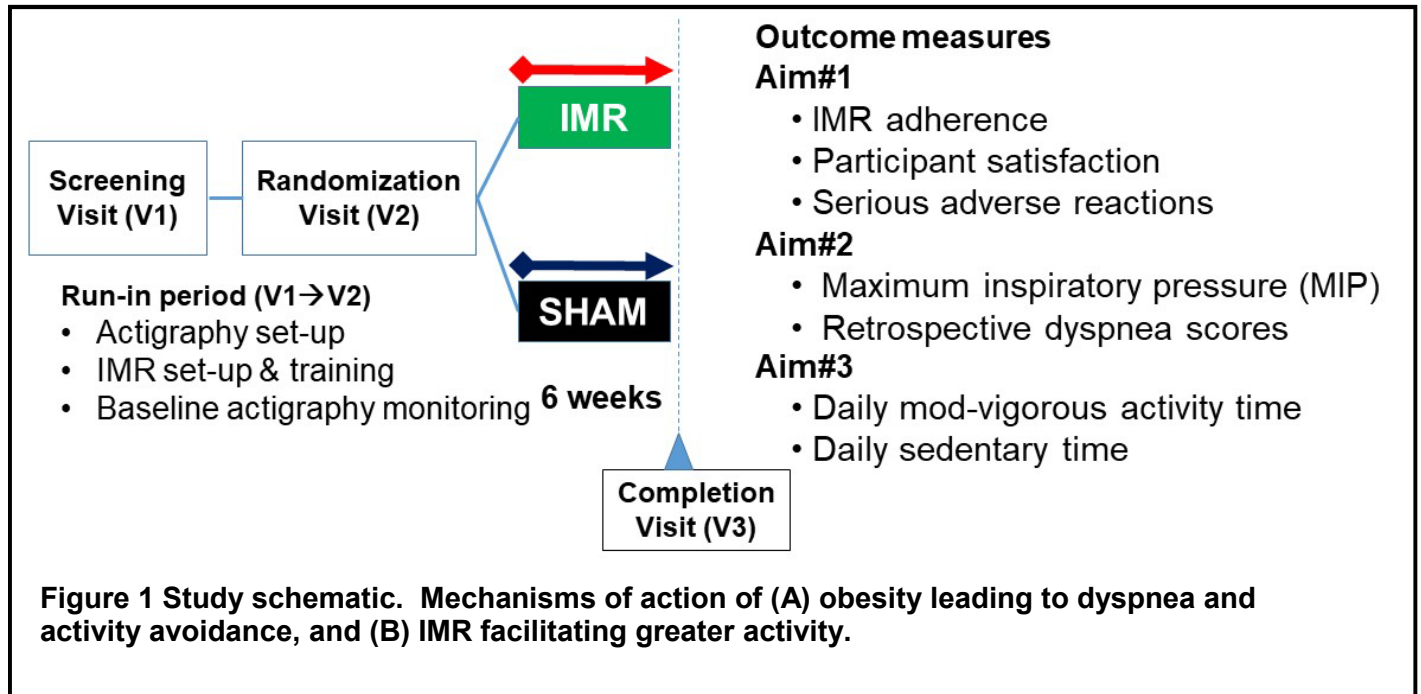 Screening
Visit (V1)
Randomization
Visit (V2)
IMR
SHAM
Run-in period (V1→V2)
• Actigraphy set-up
• IMR set-up & training
• Baseline actigraphy monitoring
6 weeks
Completion
Visit (V3)
Outcome measures
Aim#1
• IMR adherence
• Participant satisfaction
• Serious adverse reactions
Aim#2
• Maximum inspiratory pressure (MIP)
• Retrospective dyspnea scores
Aim#3
• Daily mod-vigorous activity time
• Daily sedentary time
Figure 1 Study schematic. Mechanisms of action of (A) obesity leading to dyspnea and
activity avoidance, and (B) IMR facilitating greater activity.